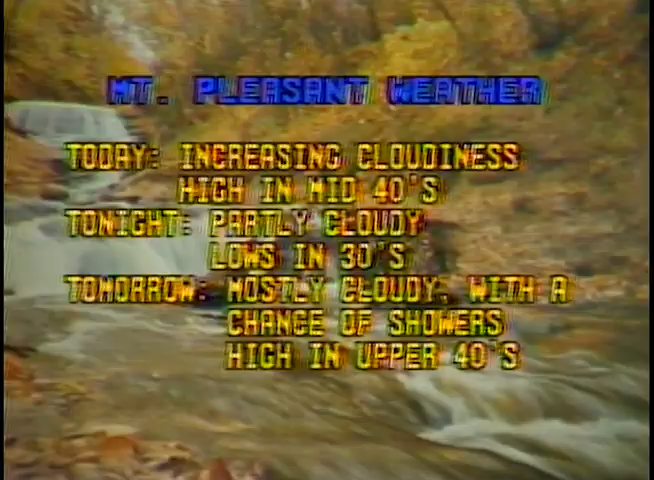 MT. PLEASANT WEATHER
TODAY: INCREASING CLOUDINESS
HIGH IN MID 40'S
TONIGHT: PARTLY CLOUDY
LOWS IN 30'S
TOMORROW: MOSTLY CLOUDY, WITH A
CHANCE OF SHOWERS
HIGH IN UPPER 40'S